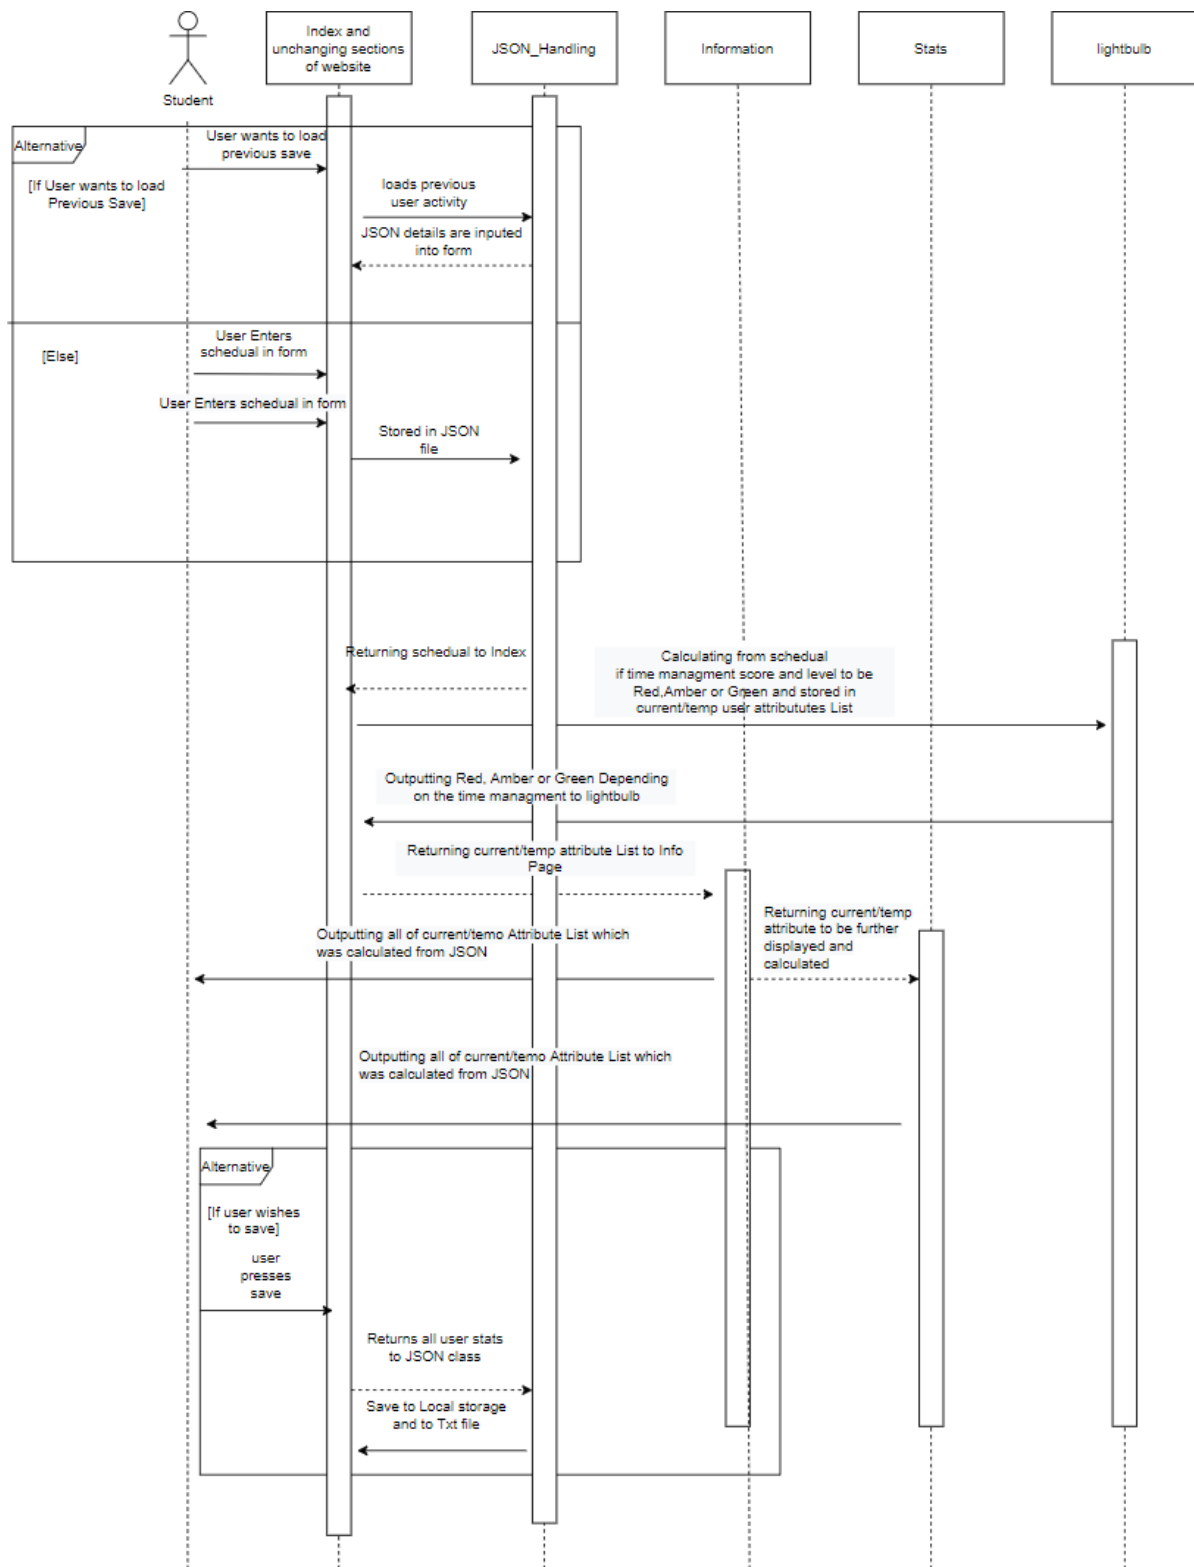 Index and
unchanging sections
of website
JSON_Handling
Information
Stats
lightbulb
Student
Alternative
User wants to load
previous save
[If User wants to load
Previous Save]
loads previous
user activity
JSON details are inputed
into form
User Enters
schedual in form
[Else]
User Enters schedual in form
Stored in JSON
file
Returning schedual to Index
Calculating from schedual
if time managment score and level to be
Red,Amber or Green and stored in
current/temp user attribututes List
Outputting Red, Amber or Green Depending
on the time managment to lightbulb
Returning current/temp attribute List to Info
Page
Returning current/temp
attribute to be further
displayed and
calculated
Outputting all of current/temo Attribute List which
was calculated from JSON
Outputting all of current/temo Attribute List which
was calculated from JSON
Alternative
[If user wishes
to save]
user
presses
save
Returns all user stats
to JSON class
Save to Local storage
and to Txt file